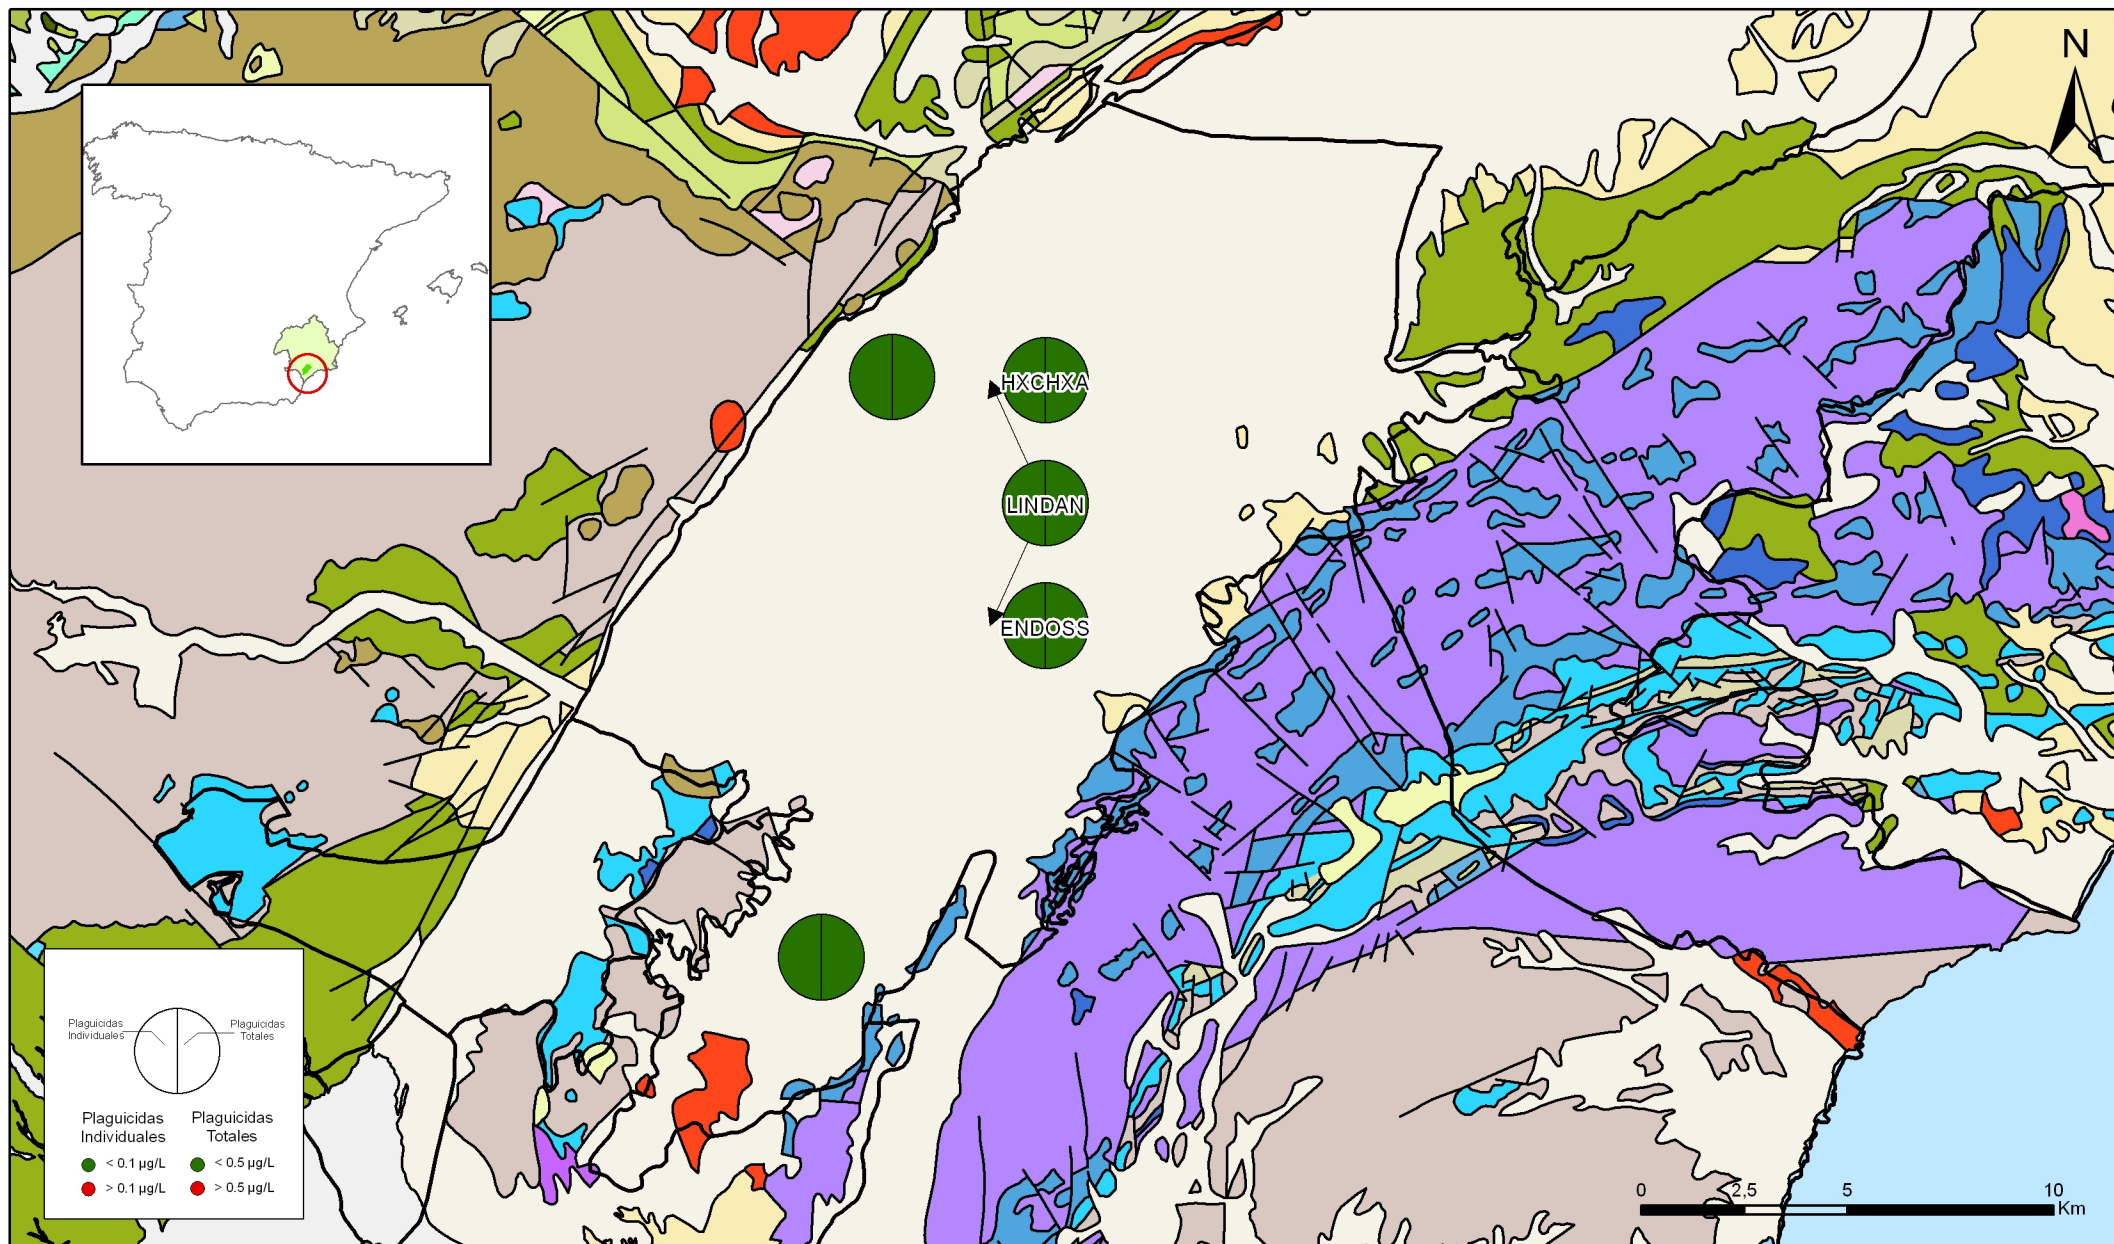 N
HXCHXA
LINDAN
ENDOSS
Plaguicidas
Individuales
Plaguicidas
Totales
Plaguicidas
Individuales
Plaguicidas
Totales
< 0.1 µg/L
< 0.5 µg/L
> 0.1 µg/L
> 0.5 µg/L
0 2,5 5 10
Km